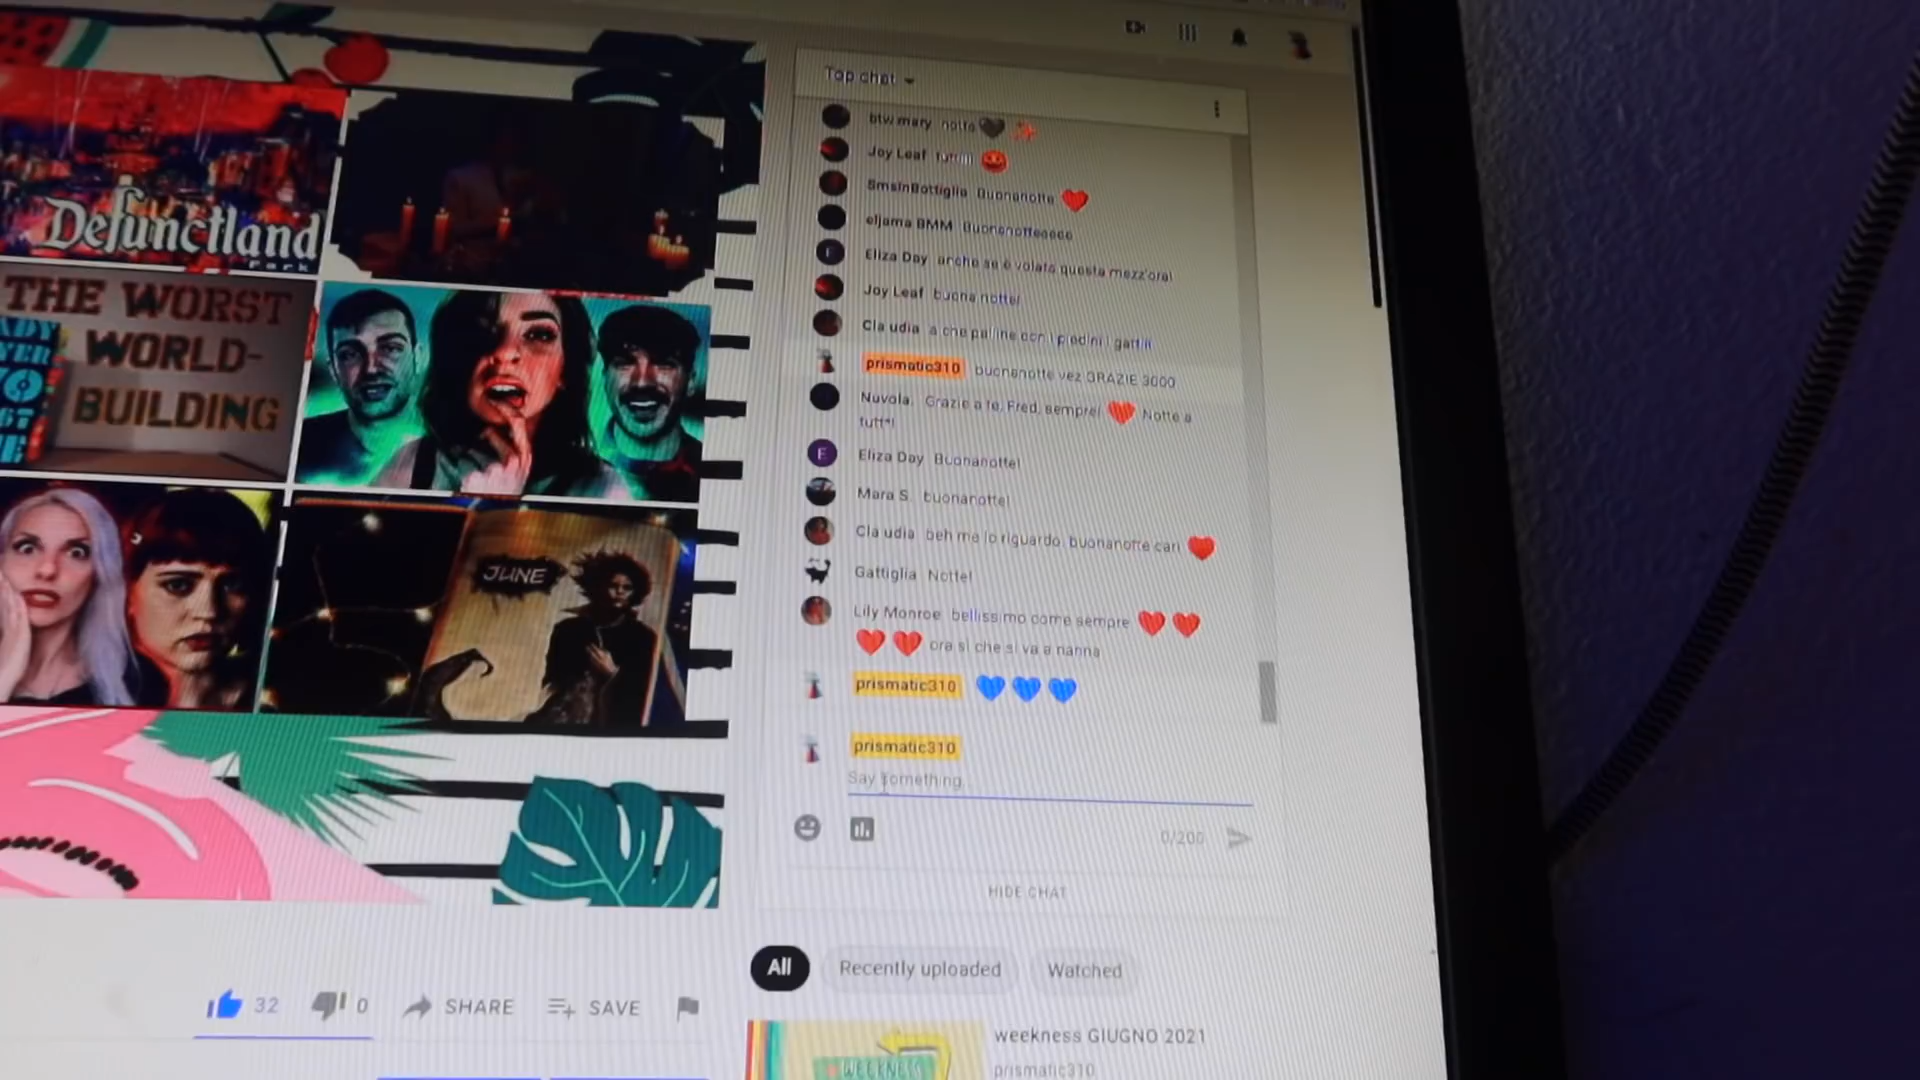 Top chat
btw mary notte
Joy Leaf
SmsInBottiglia Buonanotte
eljama BMM Buonanotteeeee
Eliza Day anche se è volata questa mezz'ora!
Joy Leaf buona notte!
Cla udia a che palline con i piedini i gattiii
prismatic310 buonanotte vez GRAZIE 3000
Nuvola. Grazie a te, Fred, sempre! Notte a
tutt*!
E Eliza Day Buonanotte!
Mara S. buonanotte!
Cla udia beh me lo riguardo. buonanotte cari
Gattiglia Notte!
Lily Monroe bellissimo come sempre
ora sì che si va a nanna
prismatic310
prismatic310
Say something
0/200
HIDE CHAT
Defunctland
Park
THE WORST
WORLD-
BUILDING
JUNE
All Recently uploaded Watched
32 0 SHARE SAVE
weekness GIUGNO 2021
prismatic310
WEEKNESS